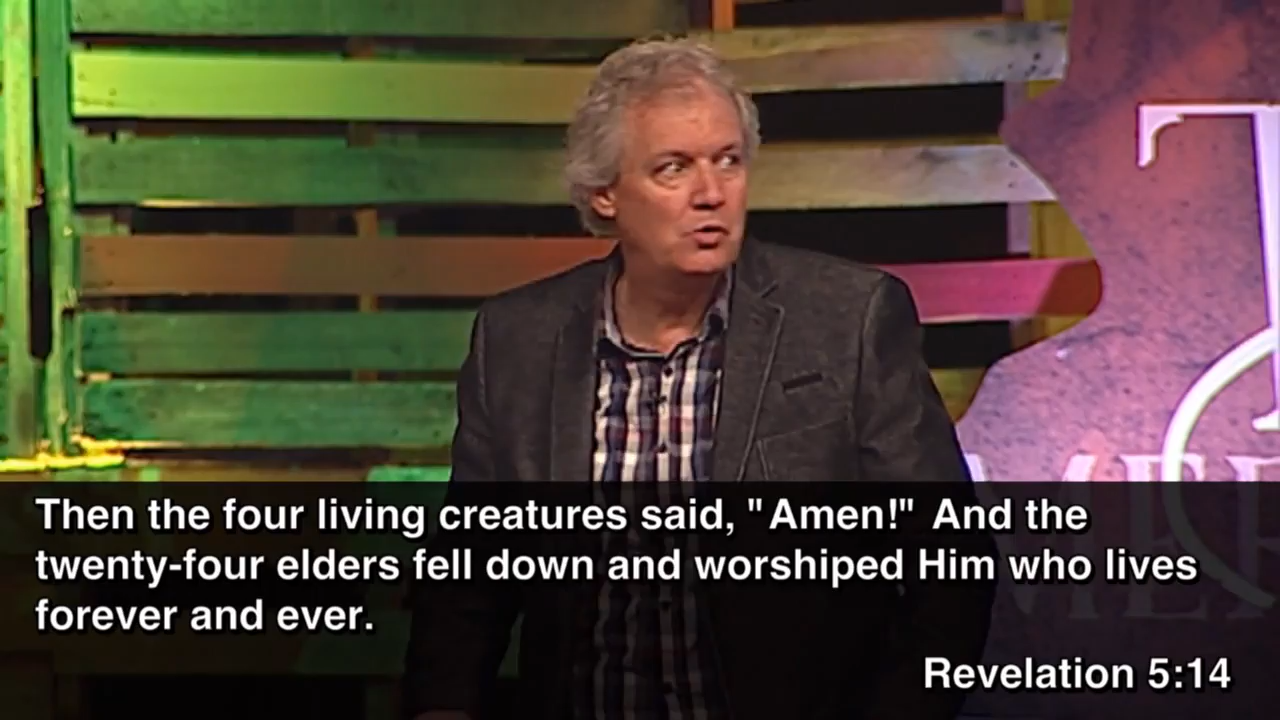 Then the four living creatures said, "Amen!" And the
twenty-four elders fell down and worshiped Him who lives
forever and ever.
Revelation 5:14